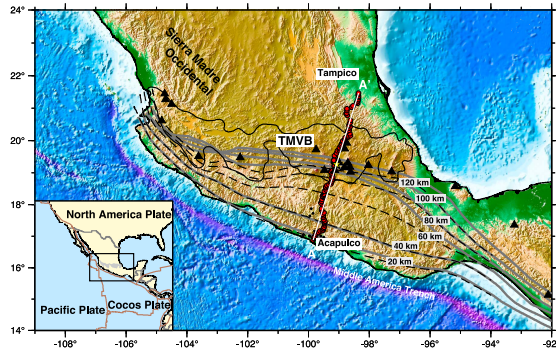 24°
22°
20°
18°
16°
14°
Sierra Madre
Occidental
Tampico
A'
TMVB
120 km
100 km
80 km
60 km
40 km
20 km
Acapulco
A
Middle America Trench
North America Plate
Pacific Plate
Cocos Plate
-108°
-106°
-104°
-102°
-100°
-98°
-96°
-94°
-92